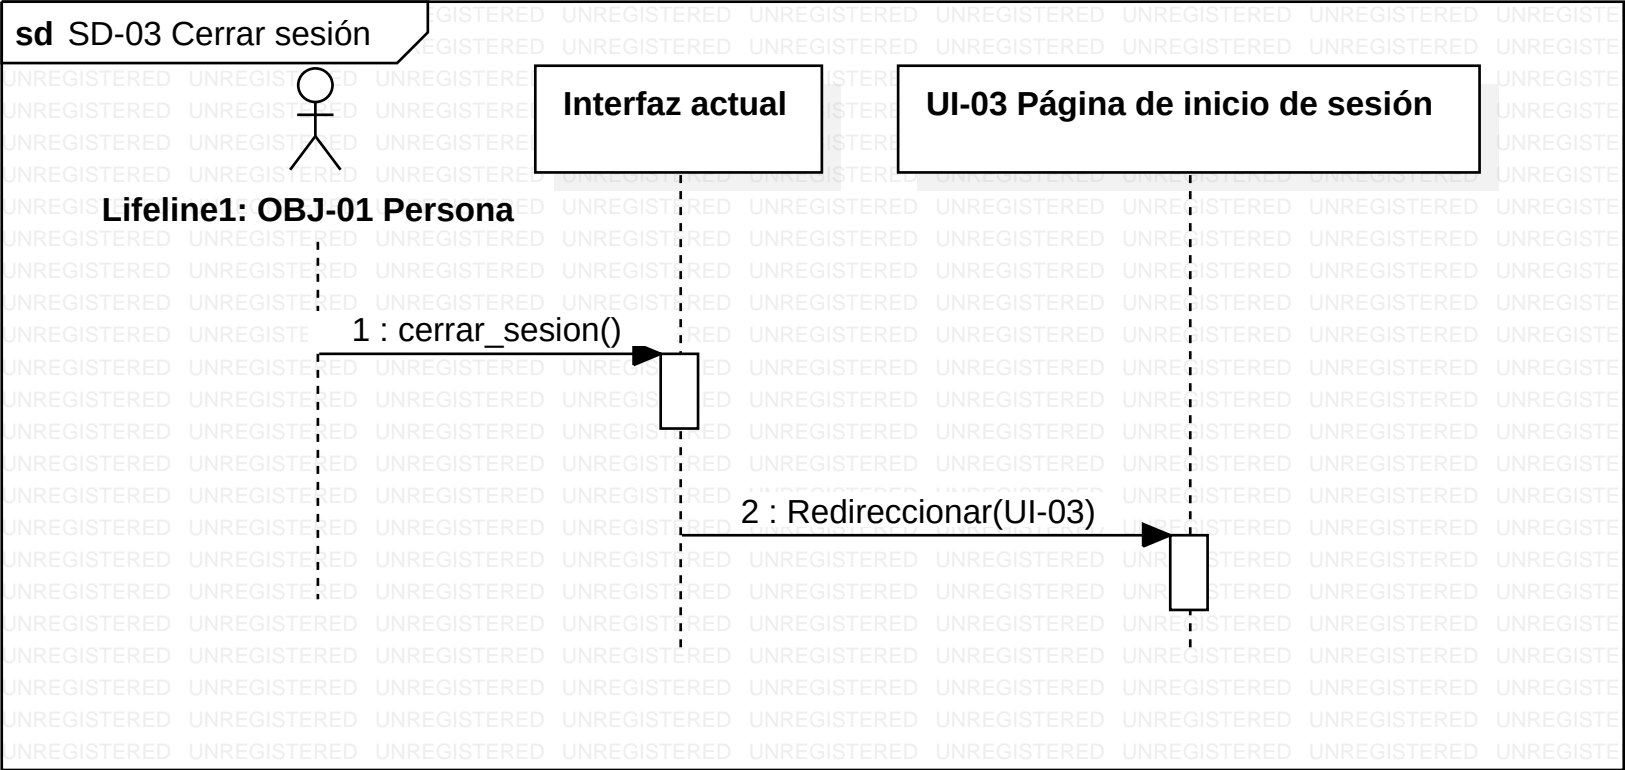 sd SD-03 Cerrar sesión
Interfaz actual
UI-03 Página de inicio de sesión
Lifeline1: OBJ-01 Persona
1 : cerrar_sesion()
2 : Redireccionar(UI-03)
UNREGISTERED